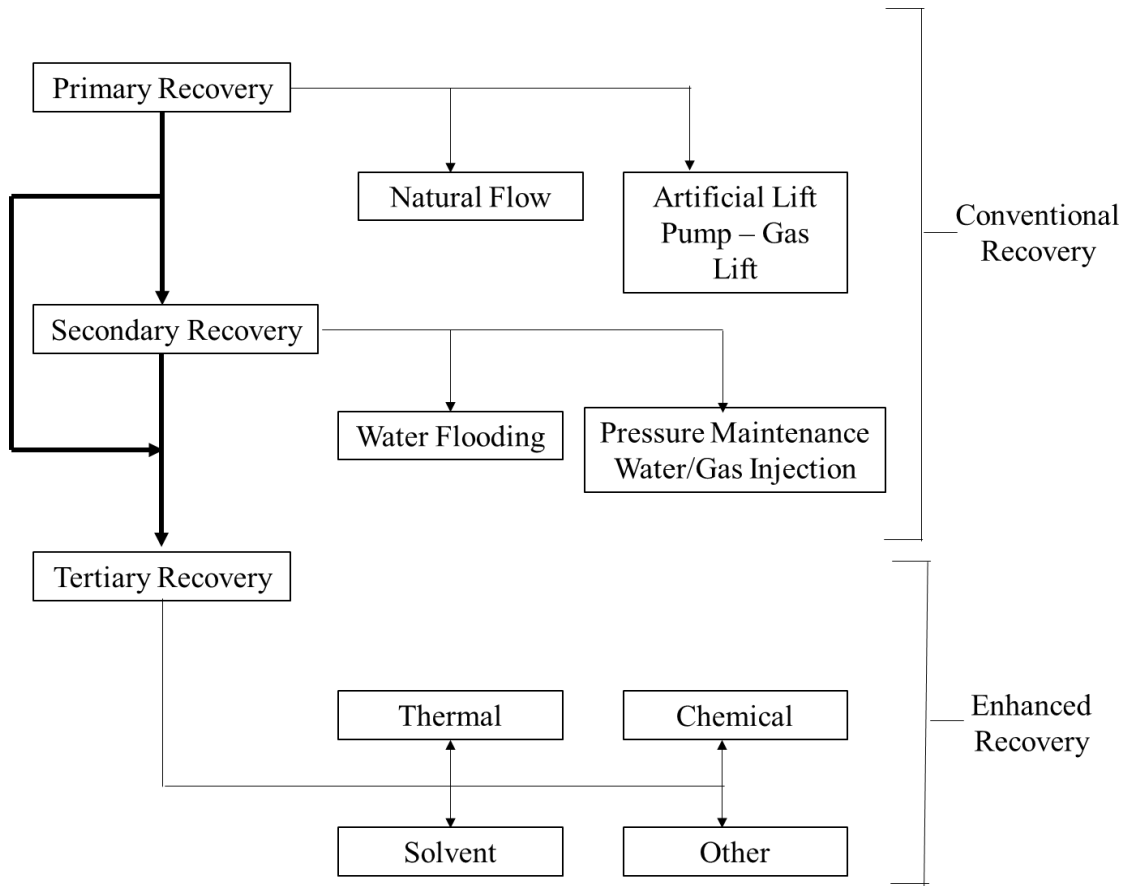 Primary Recovery
Natural Flow
Artificial Lift
Pump – Gas
Lift
Conventional
Recovery
Secondary Recovery
Water Flooding
Pressure Maintenance
Water/Gas Injection
Tertiary Recovery
Thermal
Chemical
Enhanced
Recovery
Solvent
Other